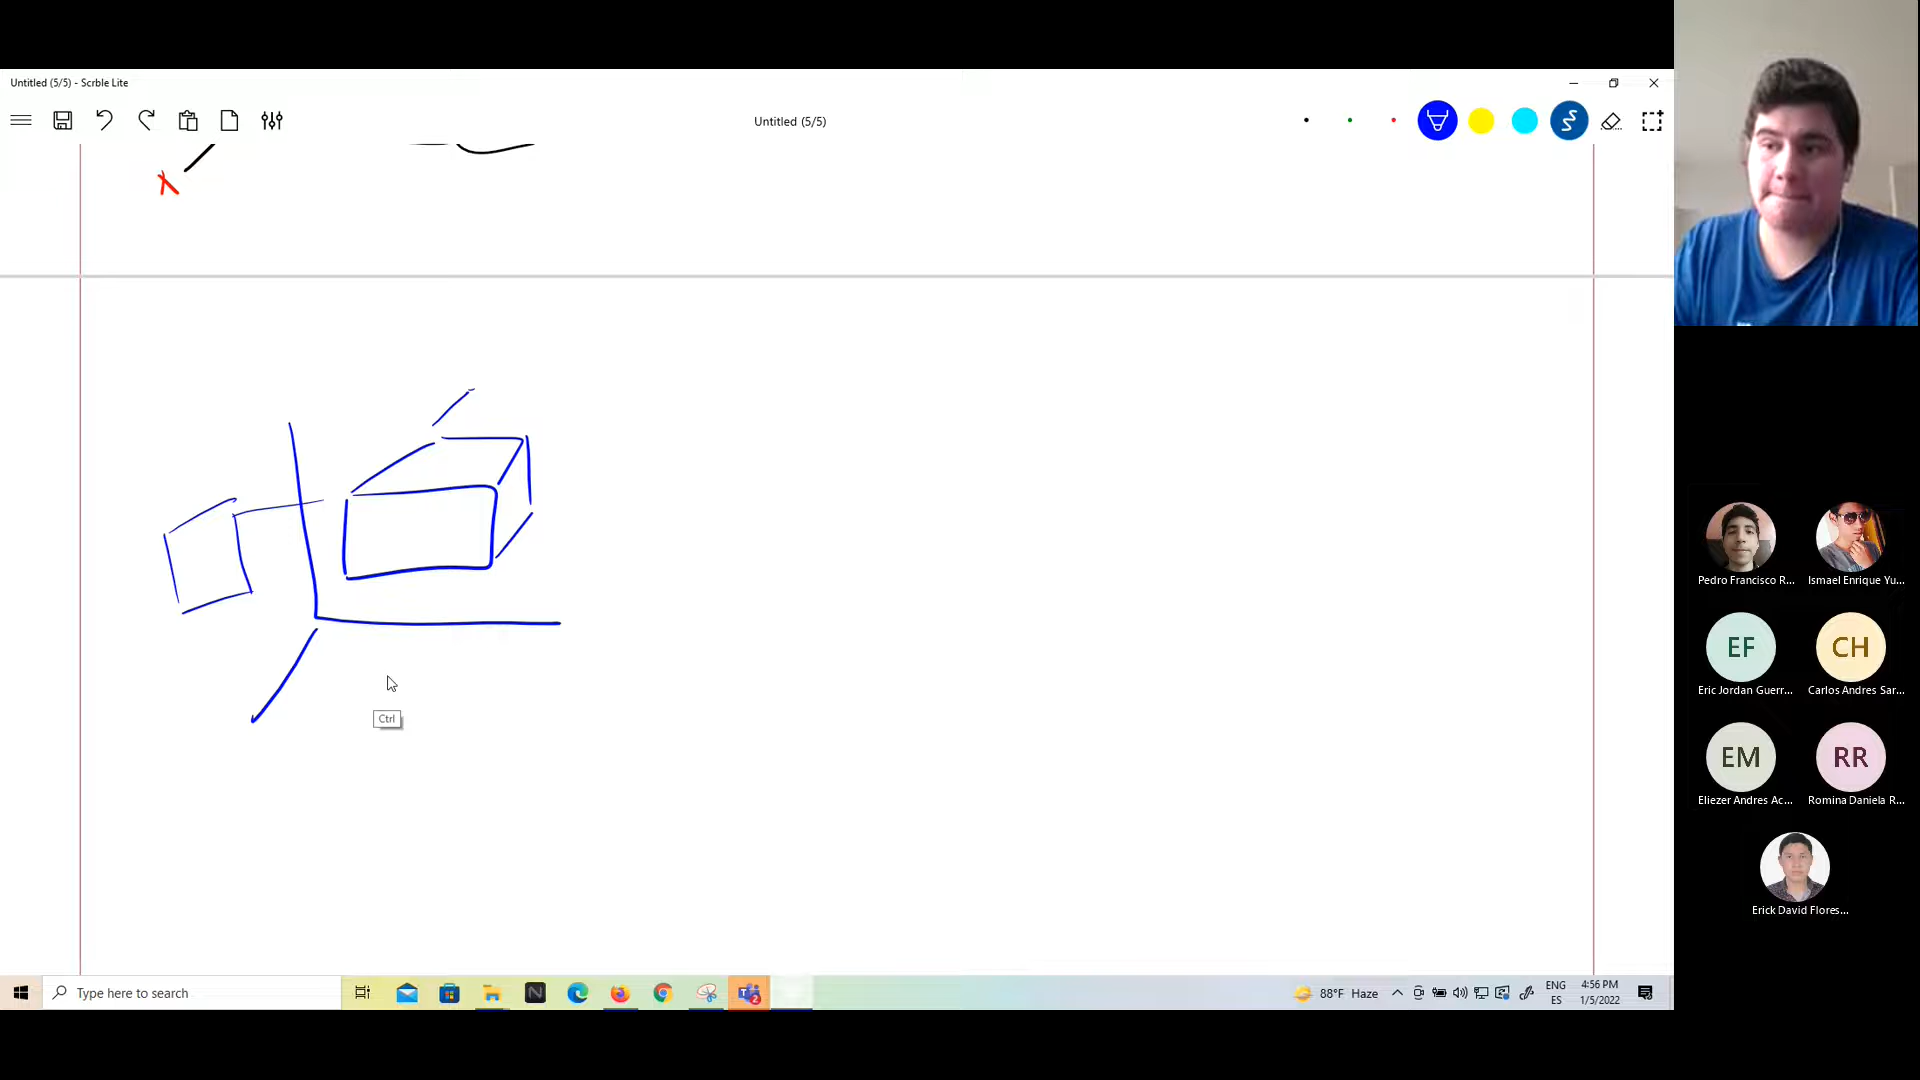 Untitled (5/5) - Scrble Lite
Untitled (5/5)
X
Ctrl
Pedro Francisco R...
Ismael Enrique Yu...
EF
CH
Eric Jordan Guerr...
Carlos Andres Sar...
EM
RR
Eliezer Andres Ac...
Romina Daniela R...
Erick David Flores...
Type here to search
N
2
88°F Haze
ENG
ES
4:56 PM
1/5/2022